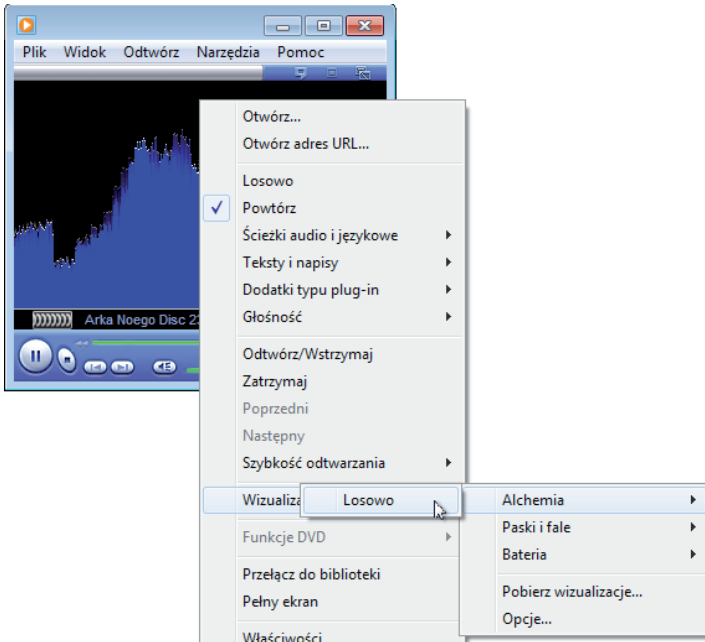 Plik Widok Odtwórz Narzędzia Pomoc
Arka Noego Disc 2
Otwórz...
Otwórz adres URL...
Losowo
Powtórz
Ścieżki audio i językowe
Teksty i napisy
Dodatki typu plug-in
Głośność
Odtwórz/Wstrzymaj
Zatrzymaj
Poprzedni
Następny
Szybkość odtwarzania
Wizualiza
Losowo
Alchemia
Paski i fale
Bateria
Pobierz wizualizacje...
Opcje...
Funkcje DVD
Przełącz do biblioteki
Pełny ekran
Właściwości